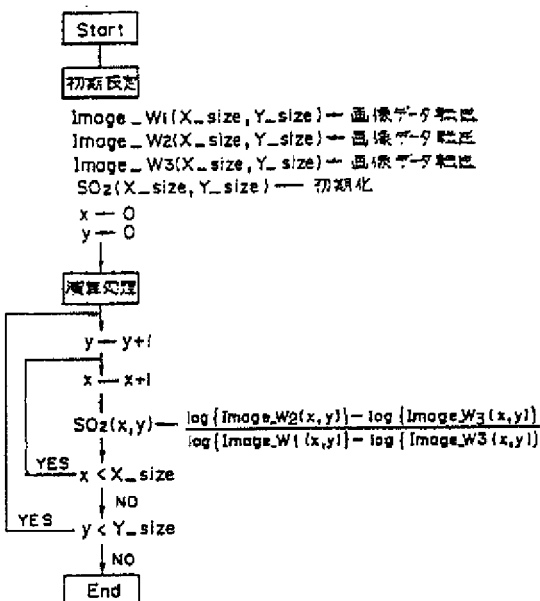 Start
初期設定
Image_W1(X_size, Y_size) — 画像データ転送
Image_W2(X_size, Y_size) — 画像データ転送
Image_W3(X_size, Y_size) — 画像データ転送
SO2(X_size, Y_size) — 初期化
x — 0
y — 0
演算処理
y — y+1
x — x+1
SO2(x,y) — log{Image_W2(x,y)} - log{Image_W3(x,y)}
log{Image_W1(x,y)} - log{Image_W3(x,y)}
YES x < X_size
NO
YES y < Y_size
NO
End